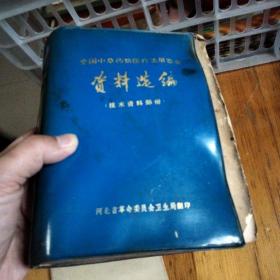 全国中草药新医疗法展览会
资料选编
(技术资料部份)
河北省革命委员会卫生局翻印